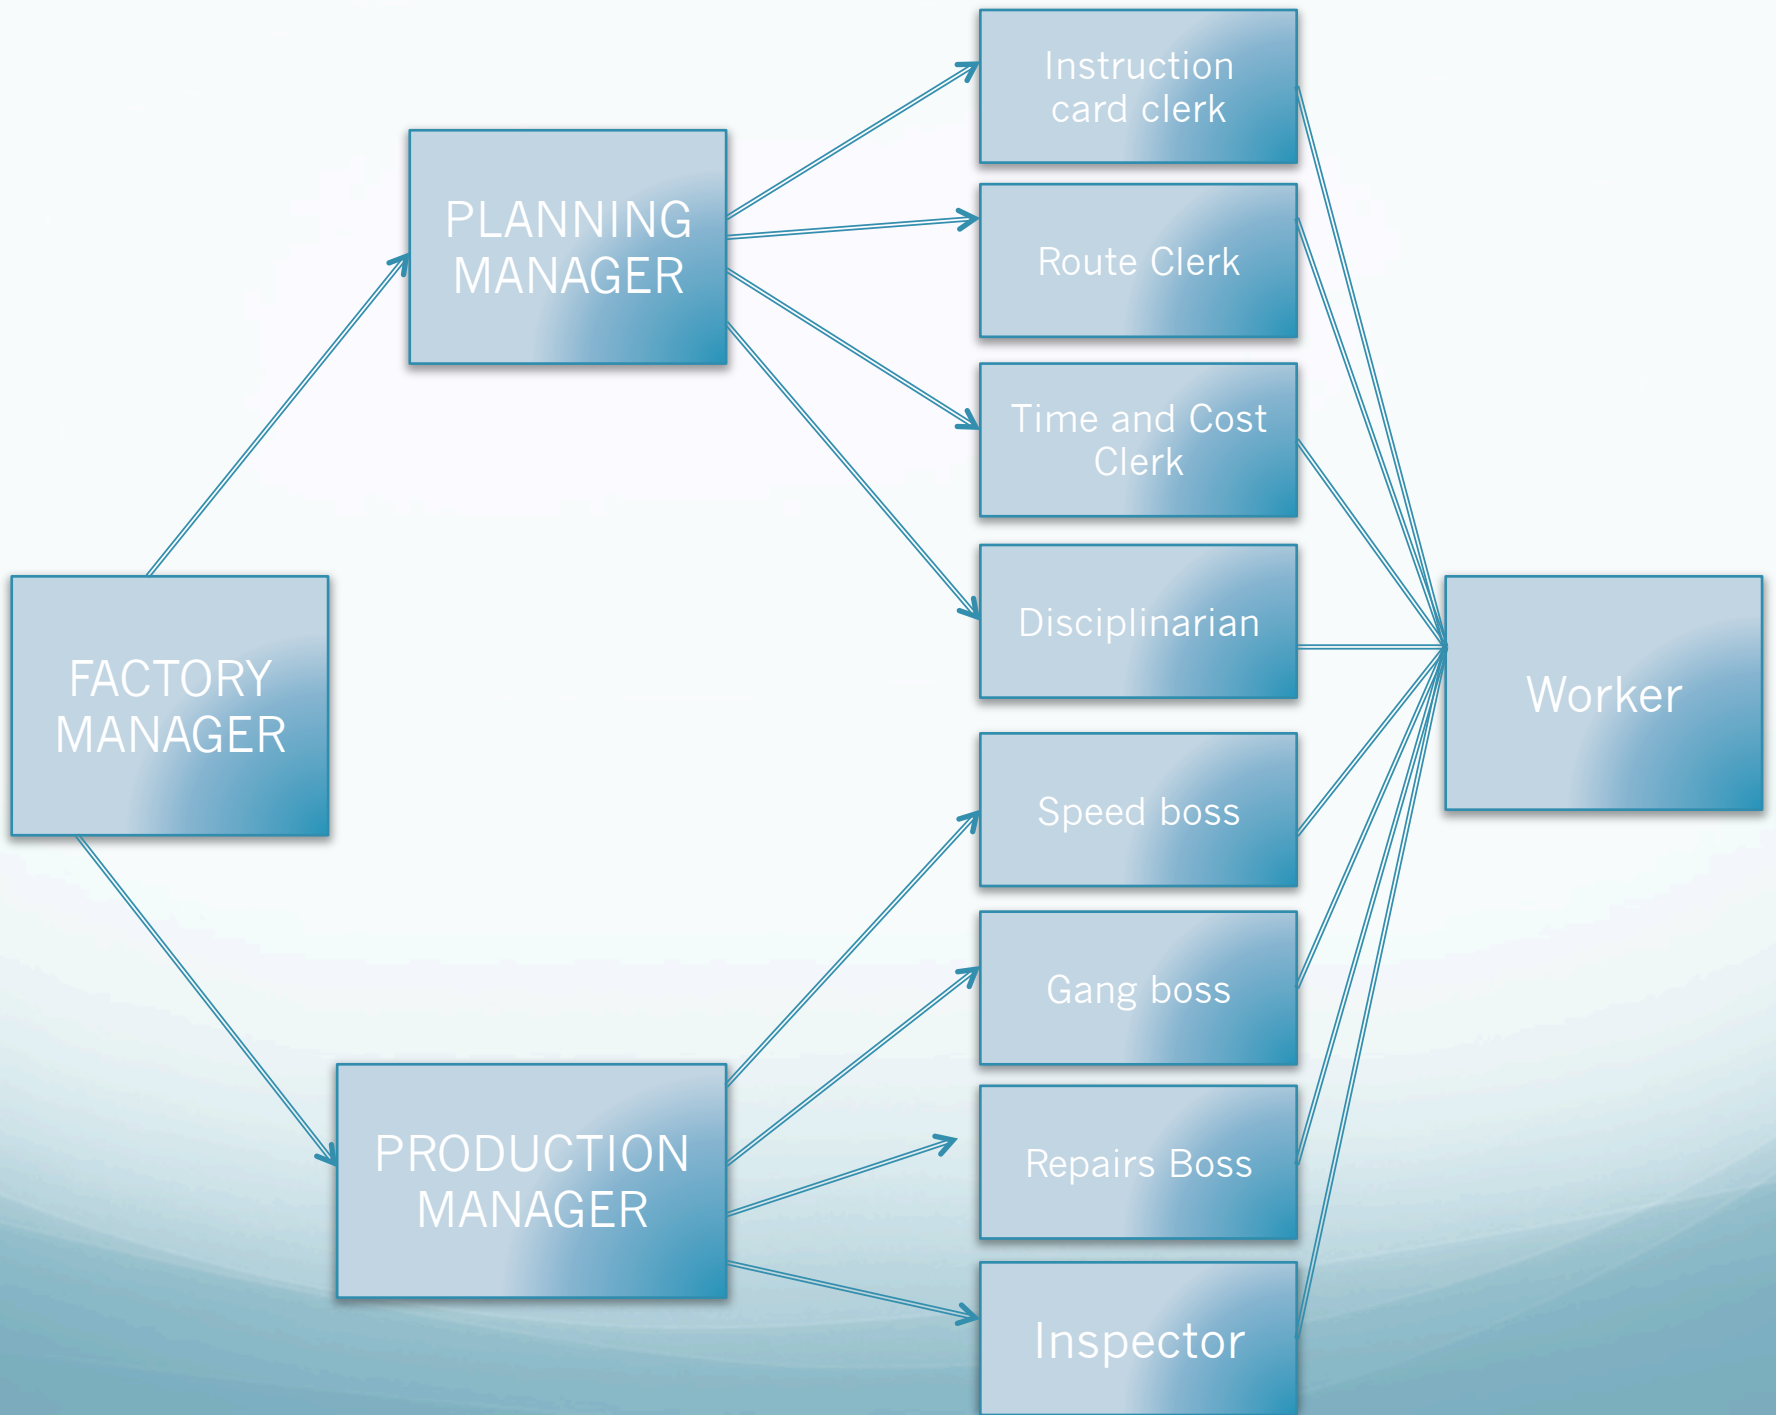 Instruction
card clerk
PLANNING
MANAGER
Route Clerk
Time and Cost
Clerk
Disciplinarian
FACTORY
MANAGER
Worker
Speed boss
Gang boss
PRODUCTION
MANAGER
Repairs Boss
Inspector